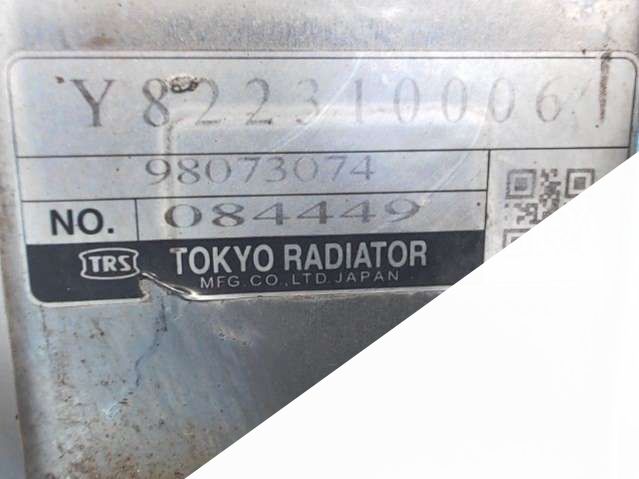 Y822310006
98073074
NO. 084449
TRS TOKYO RADIATOR
MFG.CO.,LTD.JAPAN